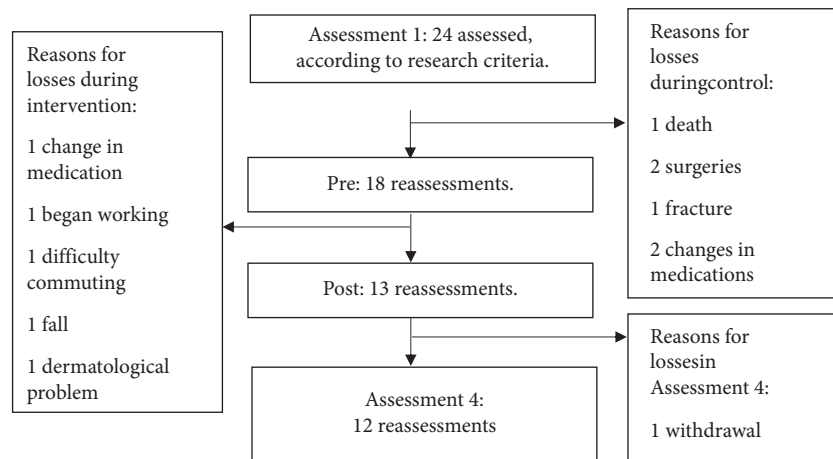 Assessment 1: 24 assessed,
according to research criteria.
Reasons for
losses
duringcontrol:
1 death
2 surgeries
1 fracture
2 changes in
medications
Pre: 18 reassessments.
Reasons for
losses during
intervention:
1 change in
medication
1 began working
1 difficulty
commuting
1 fall
1 dermatological
problem
Post: 13 reassessments.
Reasons for
lossesin
Assessment 4:
1 withdrawal
Assessment 4:
12 reassessments